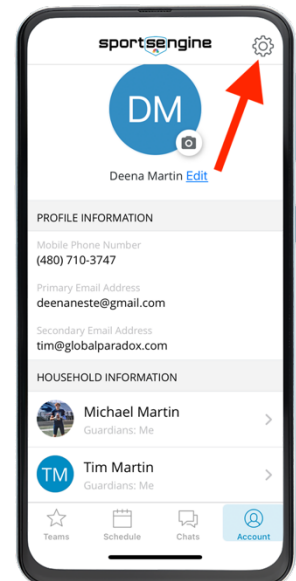 sportsengine
DM
Deena Martin Edit
PROFILE INFORMATION
Mobile Phone Number
(480) 710-3747
Primary Email Address
deenaneste@gmail.com
Secondary Email Address
tim@globalparadox.com
HOUSEHOLD INFORMATION
Michael Martin
Guardians: Me
TM
Tim Martin
Guardians: Me
Teams Schedule Chats Account